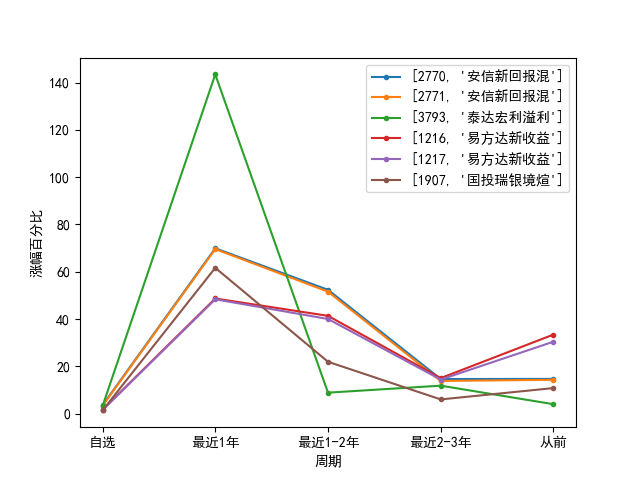 [2770, '安信新回报混']
[2771, '安信新回报混']
[3793, '泰达宏利溢利']
[1216, '易方达新收益']
[1217, '易方达新收益']
[1907, '国投瑞银境煊']
涨幅百分比
140
120
100
80
60
40
20
0
自选 最近1年 最近1-2年 最近2-3年 从前
周期